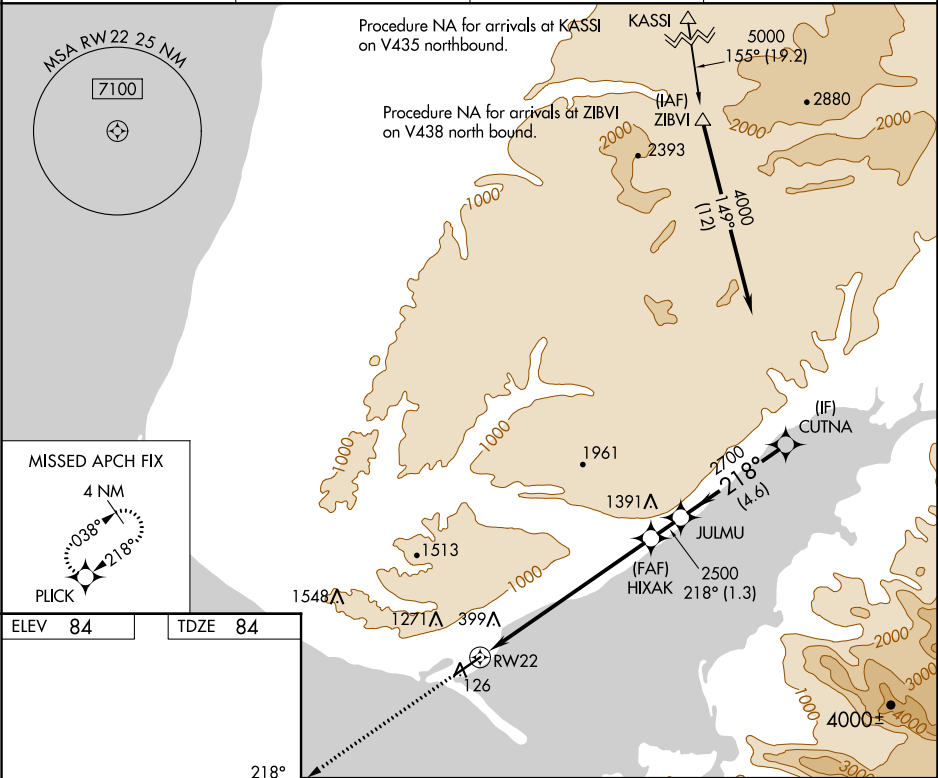 MSA RW22 25 NM
7100
Procedure NA for arrivals at KASSI
on V435 northbound.
Procedure NA for arrivals at ZIBVI
on V438 north bound.
KASSI
5000
155° (19.2)
(IAF)
ZIBVI
2880
2000
2000
2000
2393
4000
149°
(12)
1000
1000
1000
1961
(IF)
CUTNA
2700
218°
(4.6)
1391
JULMU
(FAF)
HIXAK
2500
218° (1.3)
MISSED APCH FIX
4 NM
038°
218°
PLICK
1513
1000
1548
1271
399
RW22
126
ELEV 84
TDZE 84
218°
2000
3000
1000
4000±
4000
3000